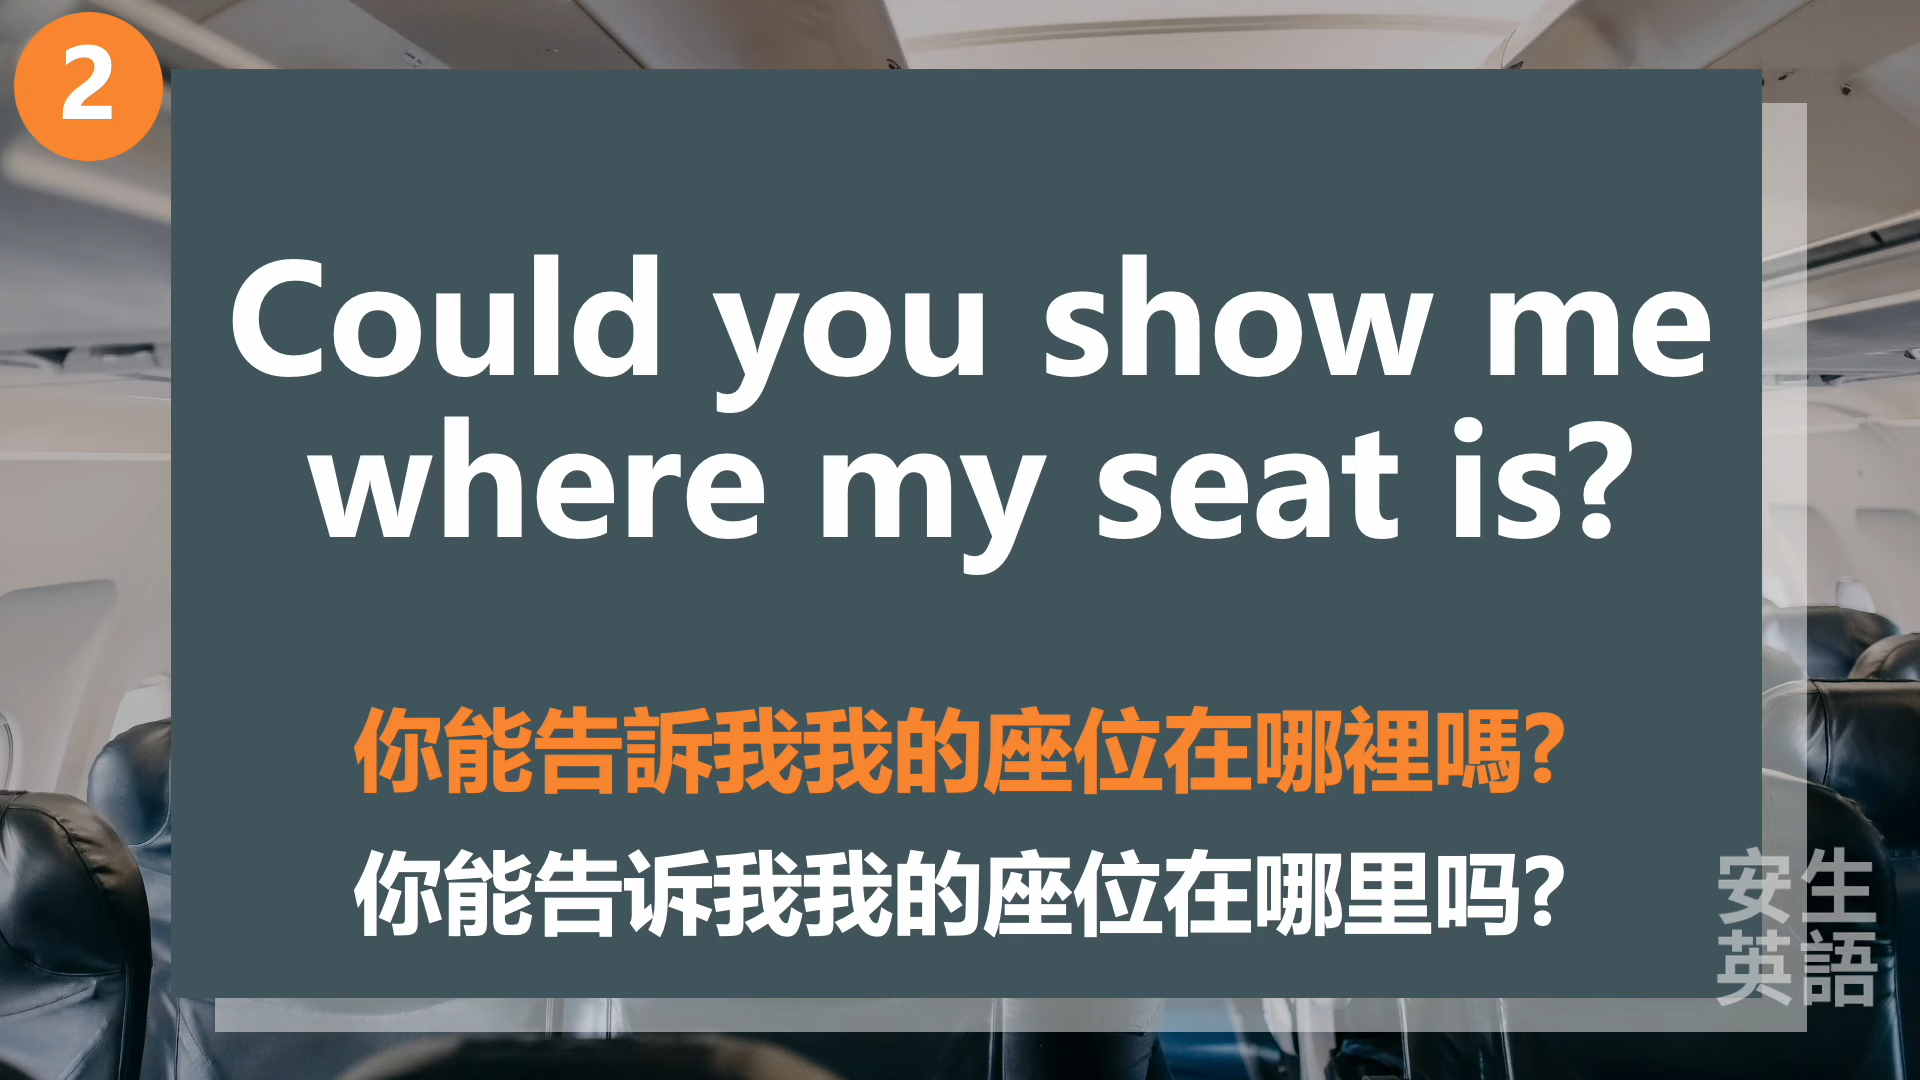 2
Could you show me
where my seat is?
你能告訴我我的座位在哪裡嗎?
你能告诉我我的座位在哪里吗?
安生
英語